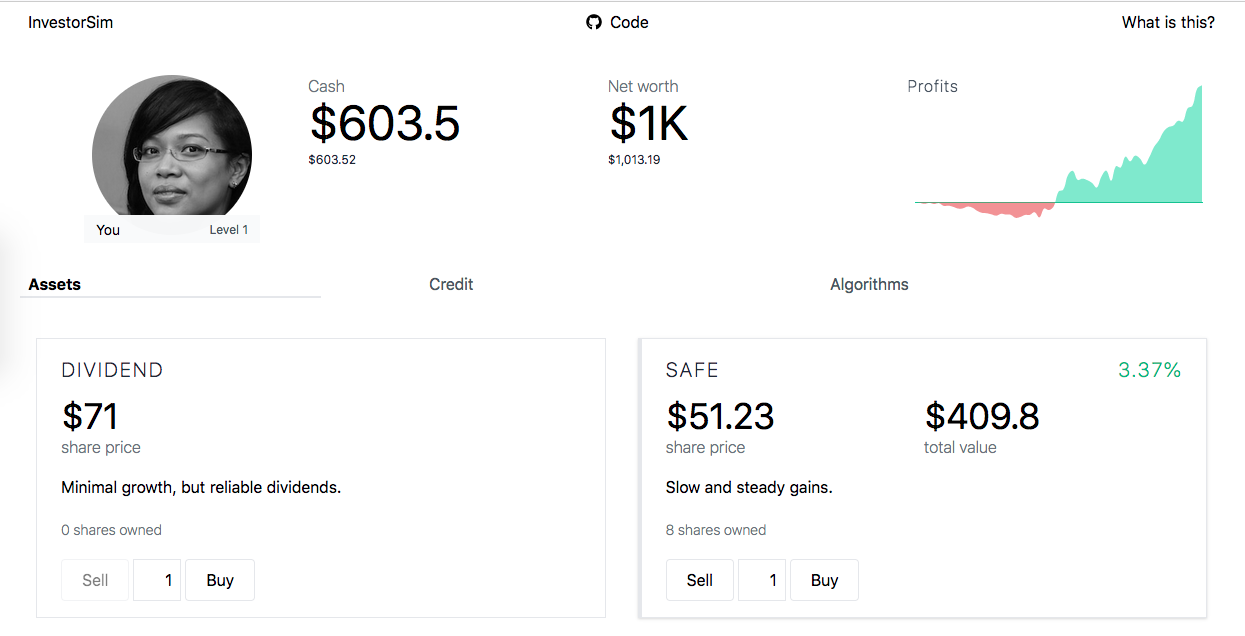 InvestorSim
Code
What is this?
Cash
$603.5
$603.52
Net worth
$1K
$1,013.19
Profits
You
Level 1
Assets
Credit
Algorithms
DIVIDEND
$71
share price
Minimal growth, but reliable dividends.
0 shares owned
Sell 1 Buy
SAFE
3.37%
$51.23
share price
$409.8
total value
Slow and steady gains.
8 shares owned
Sell 1 Buy